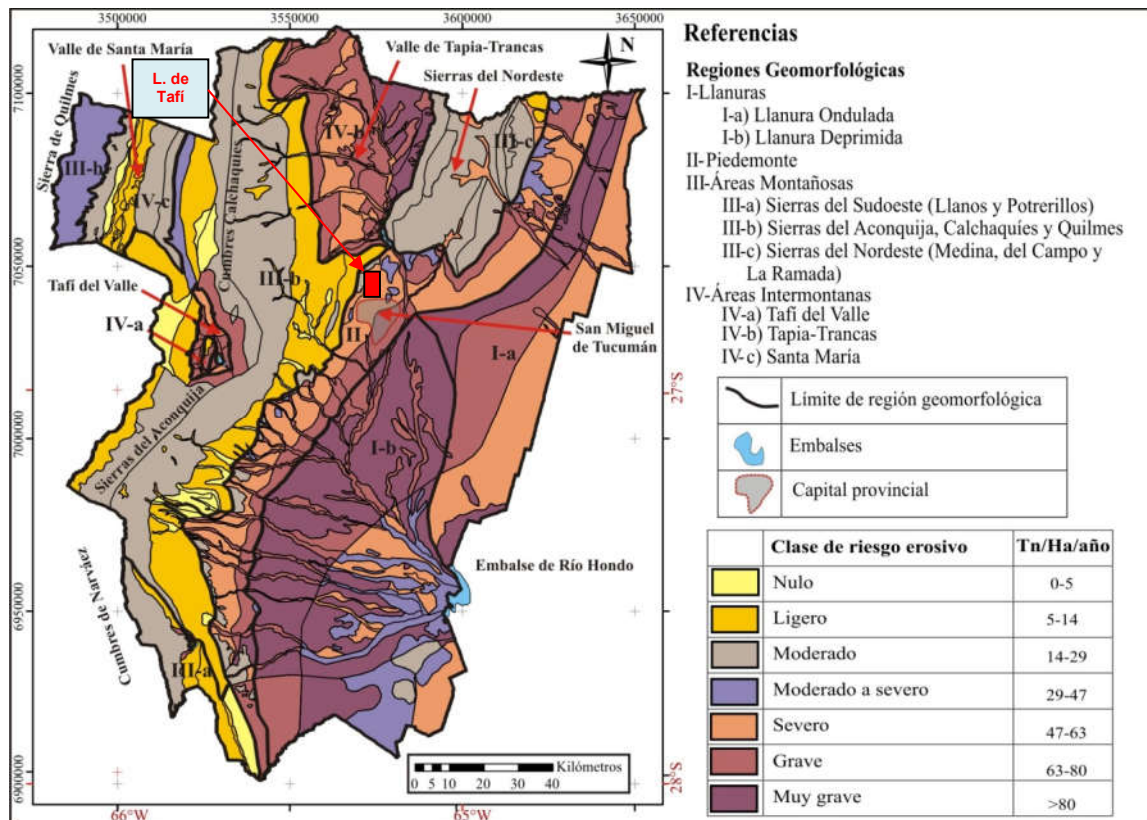 3500000
3550000
3600000
3650000
Valle de Santa María
L. de
Tafí
Valle de Tapia-Trancas
Sierras del Nordeste
N
7100000
7050000
7000000
6950000
6900000
Sierra de Quilmes
III-b
IV-c
Cumbres Calchaquíes
IV-b
III-c
III-b
Tafí del Valle
IV-a
II
San Miguel
de Tucumán
I-a
I-b
27°S
Sierras del Aconquija
Cumbres de Narváez
Embalse de Río Hondo
III-a
Kilómetros
0 5 10 20 30 40
28°S
66°W
65°W
Referencias
Regiones Geomorfológicas
I-Llanuras
I-a) Llanura Ondulada
I-b) Llanura Deprimida
II-Piedemonte
III-Áreas Montañosas
III-a) Sierras del Sudoeste (Llanos y Potrerillos)
III-b) Sierras del Aconquija, Calchaquíes y Quilmes
III-c) Sierras del Nordeste (Medina, del Campo y
La Ramada)
IV-Áreas Intermontanas
IV-a) Tafí del Valle
IV-b) Tapia-Trancas
IV-c) Santa María
Límite de región geomorfológica
Embalses
Capital provincial
Clase de riesgo erosivo Tn/Ha/año
Nulo 0-5
Ligero 5-14
Moderado 14-29
Moderado a severo 29-47
Severo 47-63
Grave 63-80
Muy grave >80